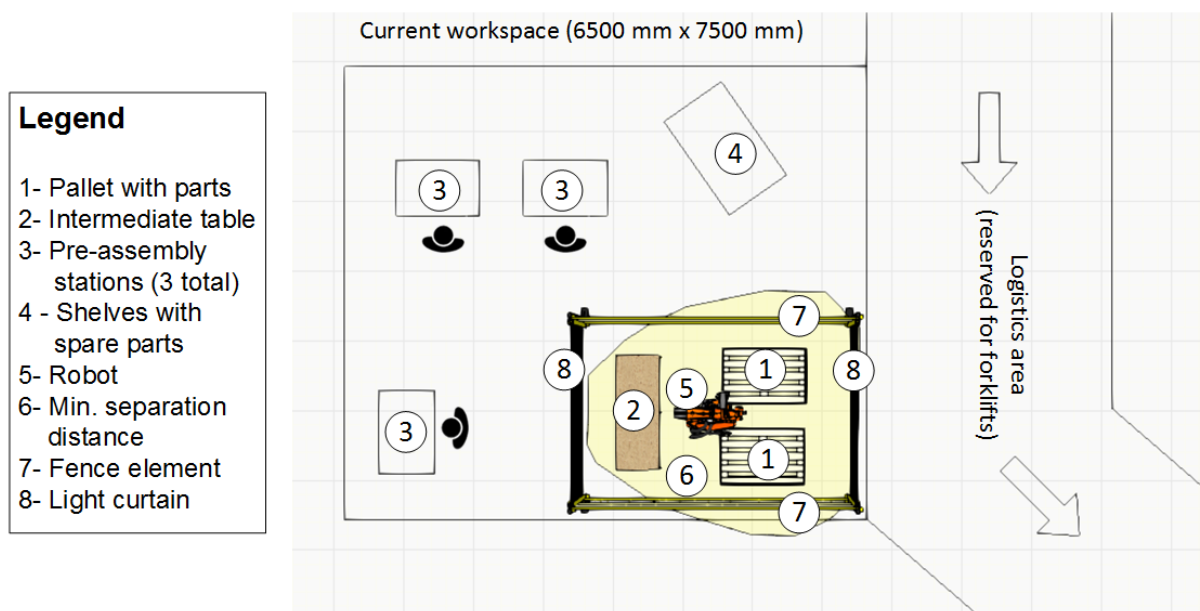 Current workspace (6500 mm x 7500 mm)
Legend
1- Pallet with parts
2- Intermediate table
3- Pre-assembly
stations (3 total)
4 - Shelves with
spare parts
5- Robot
6- Min. separation
distance
7- Fence element
8- Light curtain
4
3
3
Logistics area
(reserved for forklifts)
7
8
1
8
5
2
3
1
6
7